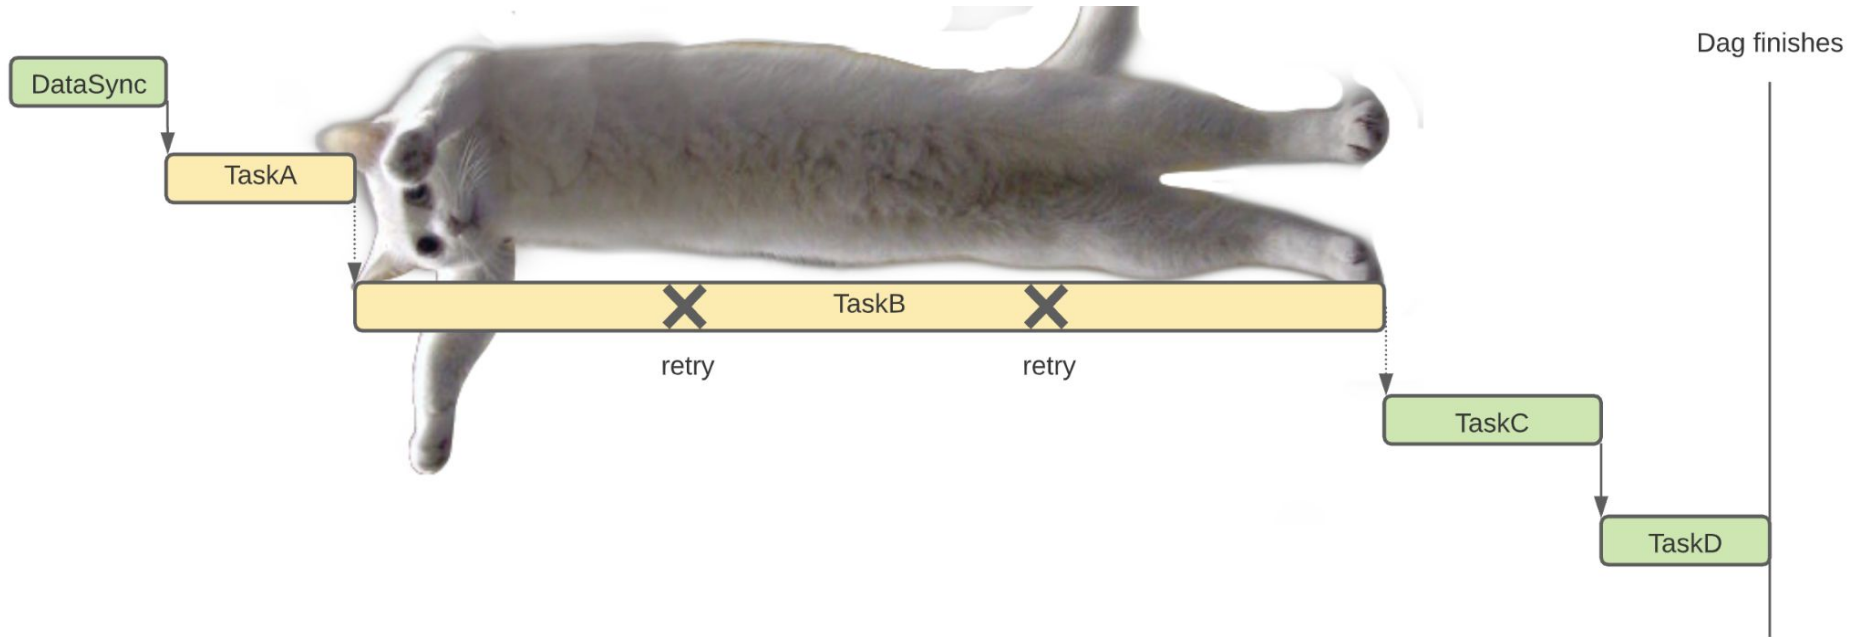 Dag finishes
DataSync
TaskA
TaskB
retry
retry
TaskC
TaskD